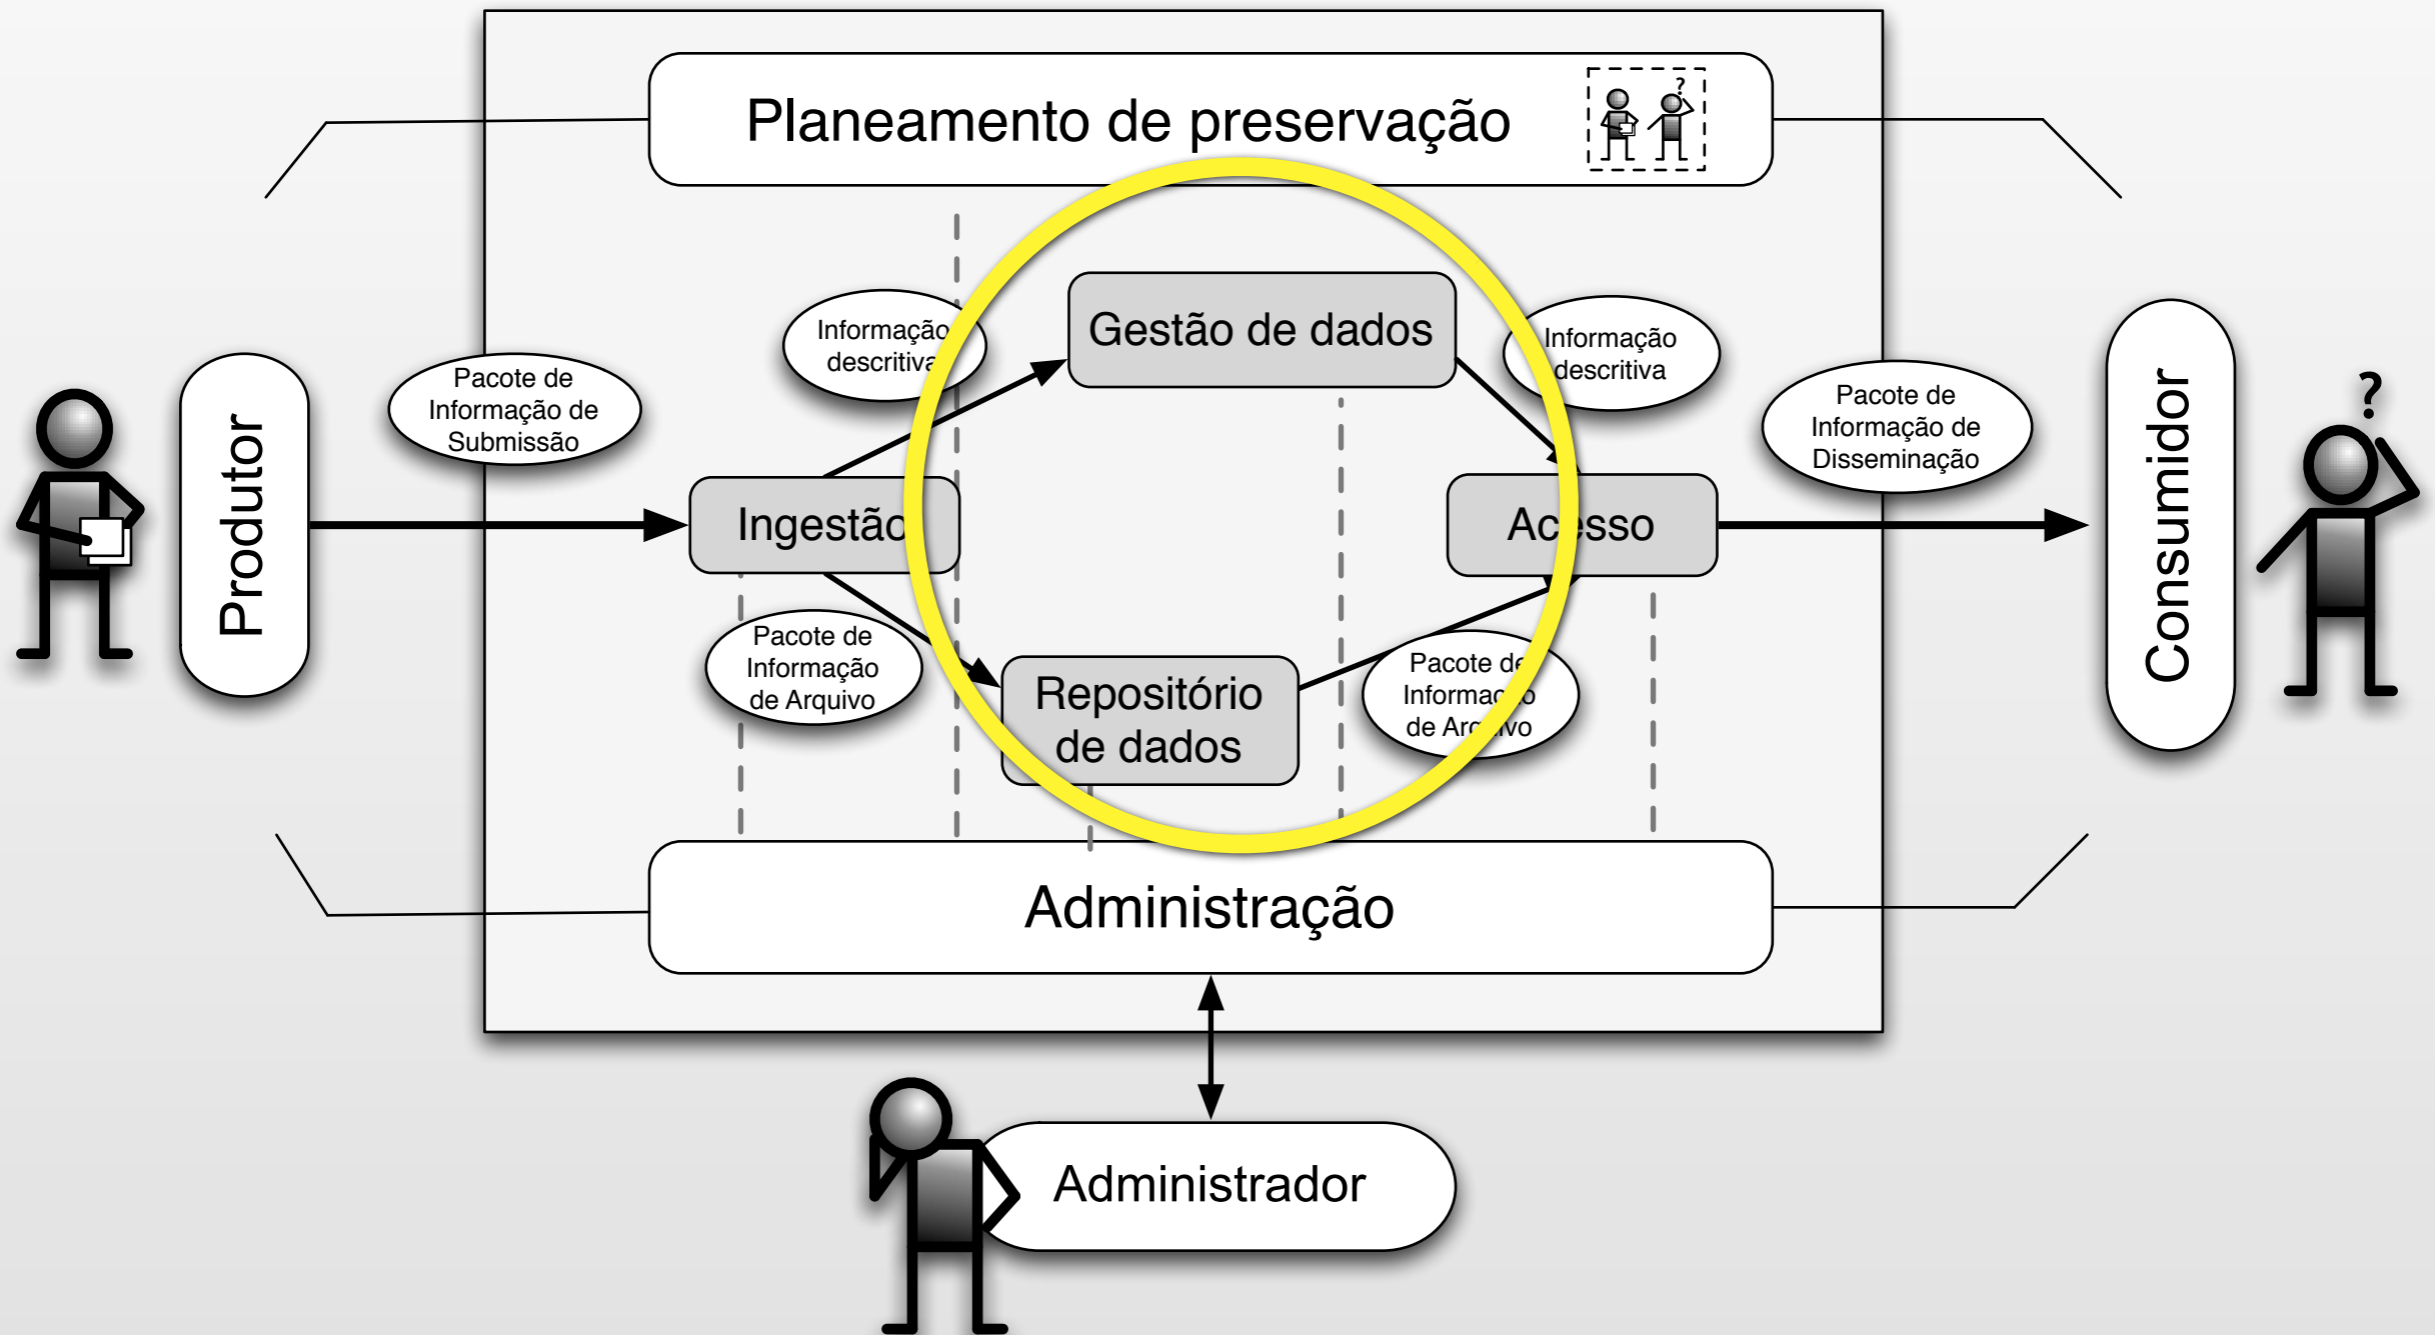 Planeamento de preservação
?
Informação
descritiva
Gestão de dados
Informação
descritiva
Pacote de
Informação de
Submissão
Pacote de
Informação de
Disseminação
?
Produtor
Ingestão
Acesso
Consumidor
Pacote de
Informação
de Arquivo
Repositório
de dados
Pacote de
Informação
de Arquivo
Administração
Administrador